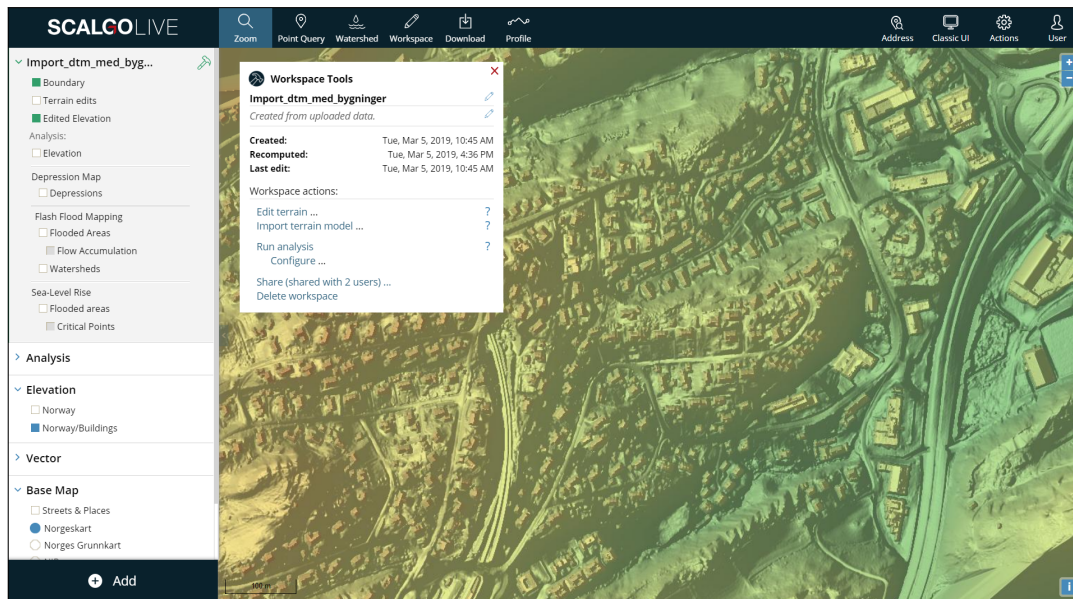 SCALGOLIVE
Zoom
Point Query
Watershed
Workspace
Download
Profile
Address
Classic UI
Actions
User
Import_dtm_med_byg...
Boundary
Terrain edits
Edited Elevation
Analysis:
Elevation
Depression Map
Depressions
Flash Flood Mapping
Flooded Areas
Flow Accumulation
Watersheds
Sea-Level Rise
Flooded areas
Critical Points
Analysis
Elevation
Norway
Norway/Buildings
Vector
Base Map
Streets & Places
Norgeskart
Norges Grunnkart
Add
Workspace Tools
Import_dtm_med_bygninger
Created from uploaded data.
Created: Tue, Mar 5, 2019, 10:45 AM
Recomputed: Tue, Mar 5, 2019, 4:36 PM
Last edit: Tue, Mar 5, 2019, 10:45 AM
Workspace actions:
Edit terrain ... ?
Import terrain model ... ?
Run analysis ?
Configure ...
Share (shared with 2 users) ...
Delete workspace
100 m
+
−
i